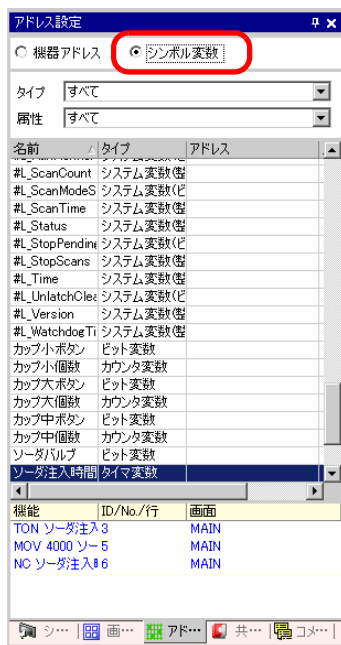 アドレス設定
機器アドレス シンボル変数
タイプ すべて
属性 すべて
名前 タイプ アドレス
#L_ScanCount システム変数(整
#L_ScanModeS システム変数(ビ
#L_ScanTime システム変数(整
#L_Status システム変数(整
#L_StopPending システム変数(ビ
#L_StopScans システム変数(整
#L_Time システム変数(整
#L_UnlatchClea システム変数(ビ
#L_Version システム変数(整
#L_WatchdogTi システム変数(整
カップ小ボタン ビット変数
カップ小個数 カウンタ変数
カップ大ボタン ビット変数
カップ大個数 カウンタ変数
カップ中ボタン ビット変数
カップ中個数 カウンタ変数
ソーダバルブ ビット変数
ソーダ注入時間 タイマ変数
機能 ID/No./行 画面
TON ソーダ注入 3 MAIN
MOV 4000 ソー 5 MAIN
NC ソーダ注入 6 MAIN
シ… 画… アド… 共… コメ…